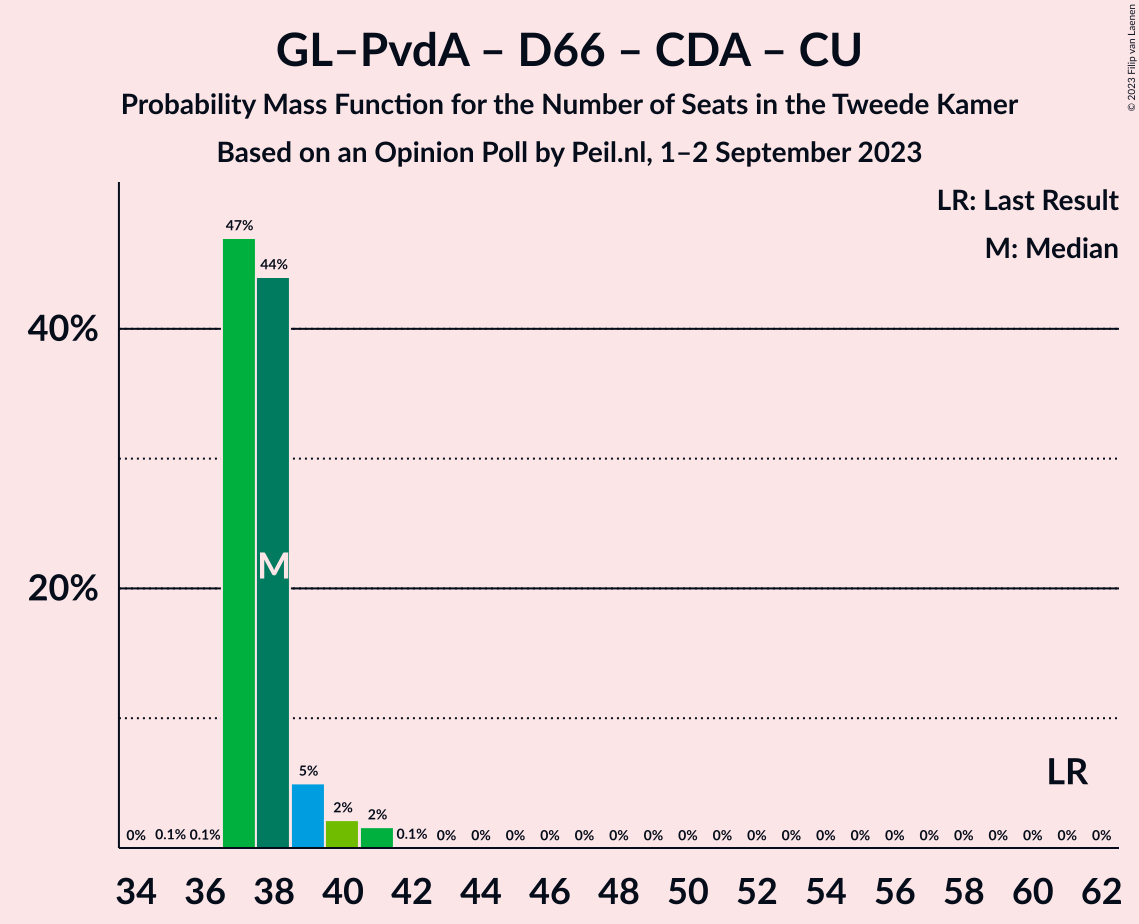 GL–PvdA – D66 – CDA – CU
Probability Mass Function for the Number of Seats in the Tweede Kamer
Based on an Opinion Poll by Peil.nl, 1–2 September 2023
© 2023 Filip van Laenen
LR: Last Result
M: Median
47%
44%
40%
M
20%
LR
5%
2%
2%
0% 0.1% 0.1% 0.1% 0% 0% 0% 0% 0% 0% 0% 0% 0% 0% 0% 0% 0% 0% 0% 0% 0% 0% 0% 0%
34 36 38 40 42 44 46 48 50 52 54 56 58 60 62